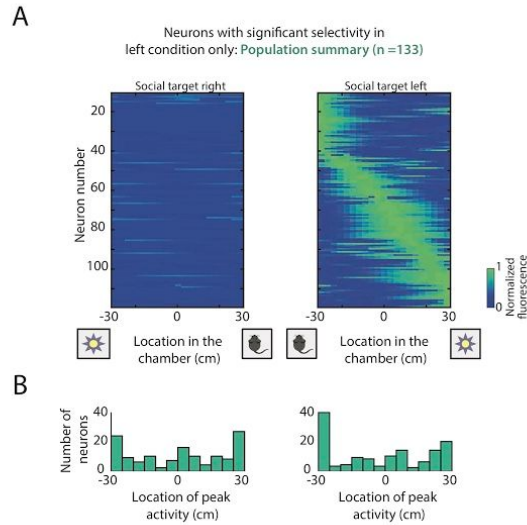 A
Neurons with significant selectivity in
left condition only: Population summary (n =133)
Social target right
Social target left
Neuron number
20
40
60
80
100
-30 0 30
-30 0 30
Location in the
chamber (cm)
Location in the
chamber (cm)
1
0
Normalized
fluorescence
B
Number of
neurons
40
20
0
-30 0 30
Location of peak
activity (cm)
40
20
0
-30 0 30
Location of peak
activity (cm)